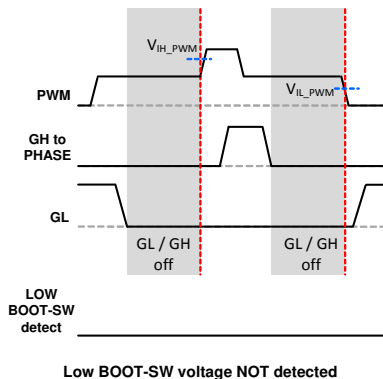 VIH_PWM
VIL_PWM
PWM
GH to
PHASE
GL
GL / GH
off
GL / GH
off
LOW
BOOT-SW
detect
Low BOOT-SW voltage NOT detected